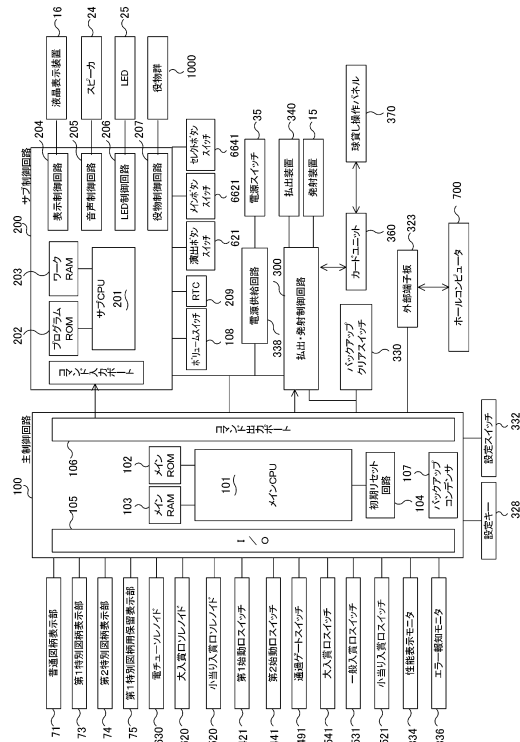 主制御回路
100
105
I／O
106
コマンド出力ポート
103
メインRAM
102
メインROM
101
メインCPU
初期リセット回路
104
バックアップコンデンサ
107
設定キー
328
設定スイッチ
332
71
普通図柄表示部
73
第1特別図柄表示部
74
第2特別図柄表示部
75
第1特別図柄用保留表示部
630
電チューソレノイド
620
大入賞口ソレノイド
620
小当り入賞口ソレノイド
621
第1始動口スイッチ
641
第2始動口スイッチ
491
通過ゲートスイッチ
541
大入賞口スイッチ
531
一般入賞口スイッチ
521
小当り入賞口スイッチ
334
性能表示モニタ
336
エラー報知モニタ
サブ制御回路
200
コマンド入力ポート
202
プログラムROM
203
ワークRAM
サブCPU
201
204
表示制御回路
205
音声制御回路
206
LED制御回路
207
役物制御回路
液晶表示装置
16
スピーカ
24
LED
25
役物群
1000
ボリュームスイッチ
108
RTC
209
演出ボタンスイッチ
621
メインボタンスイッチ
6621
セレクトボタンスイッチ
6641
電源供給回路
338
電源スイッチ
35
払出・発射制御回路
300
払出装置
340
発射装置
15
バックアップクリアスイッチ
330
カードユニット
360
球貸し操作パネル
370
外部端子板
323
ホールコンピュータ
700